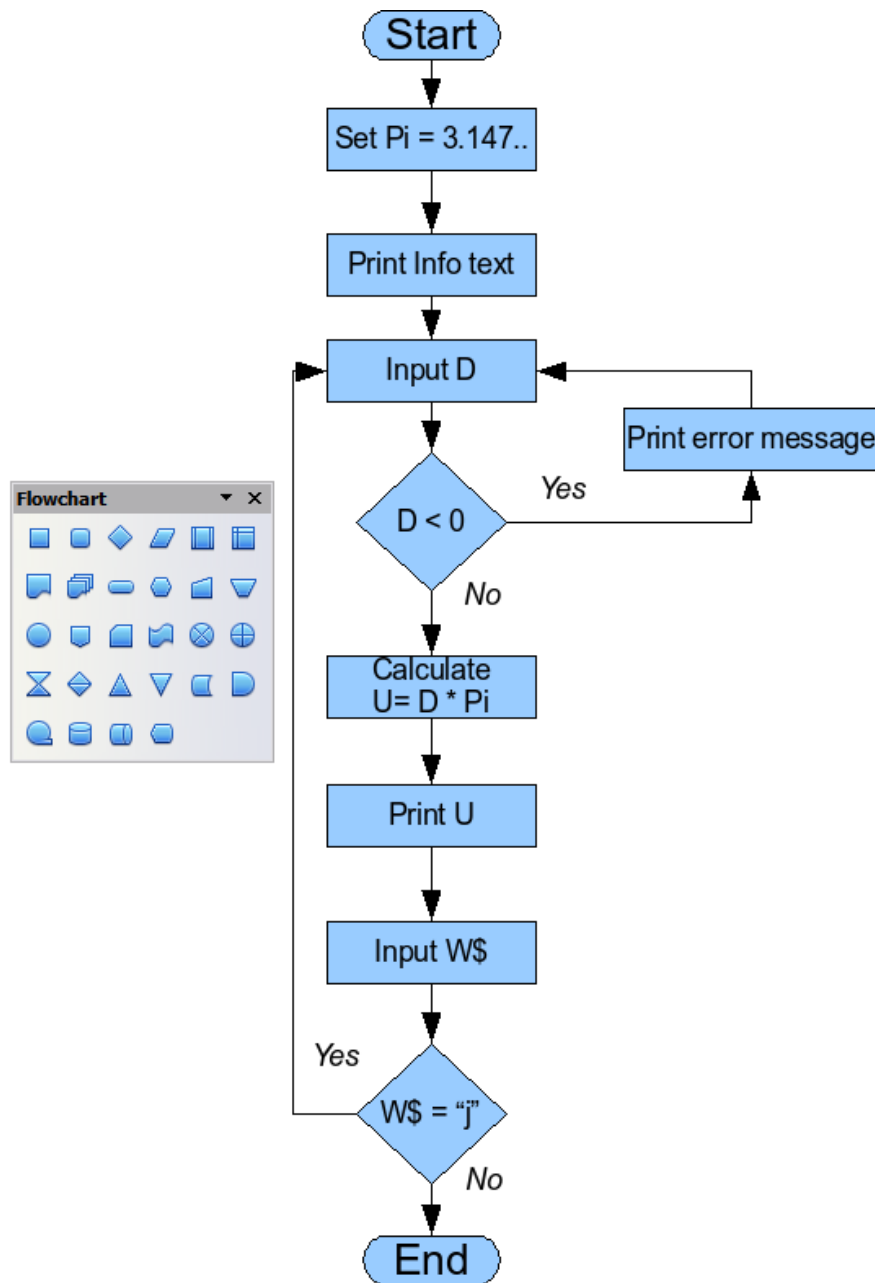 Start
Set Pi = 3.147..
Print Info text
Input D
Print error message
Flowchart
Yes
D < 0
No
Calculate
U= D * Pi
Print U
Input W$
Yes
W$ = “j”
No
End